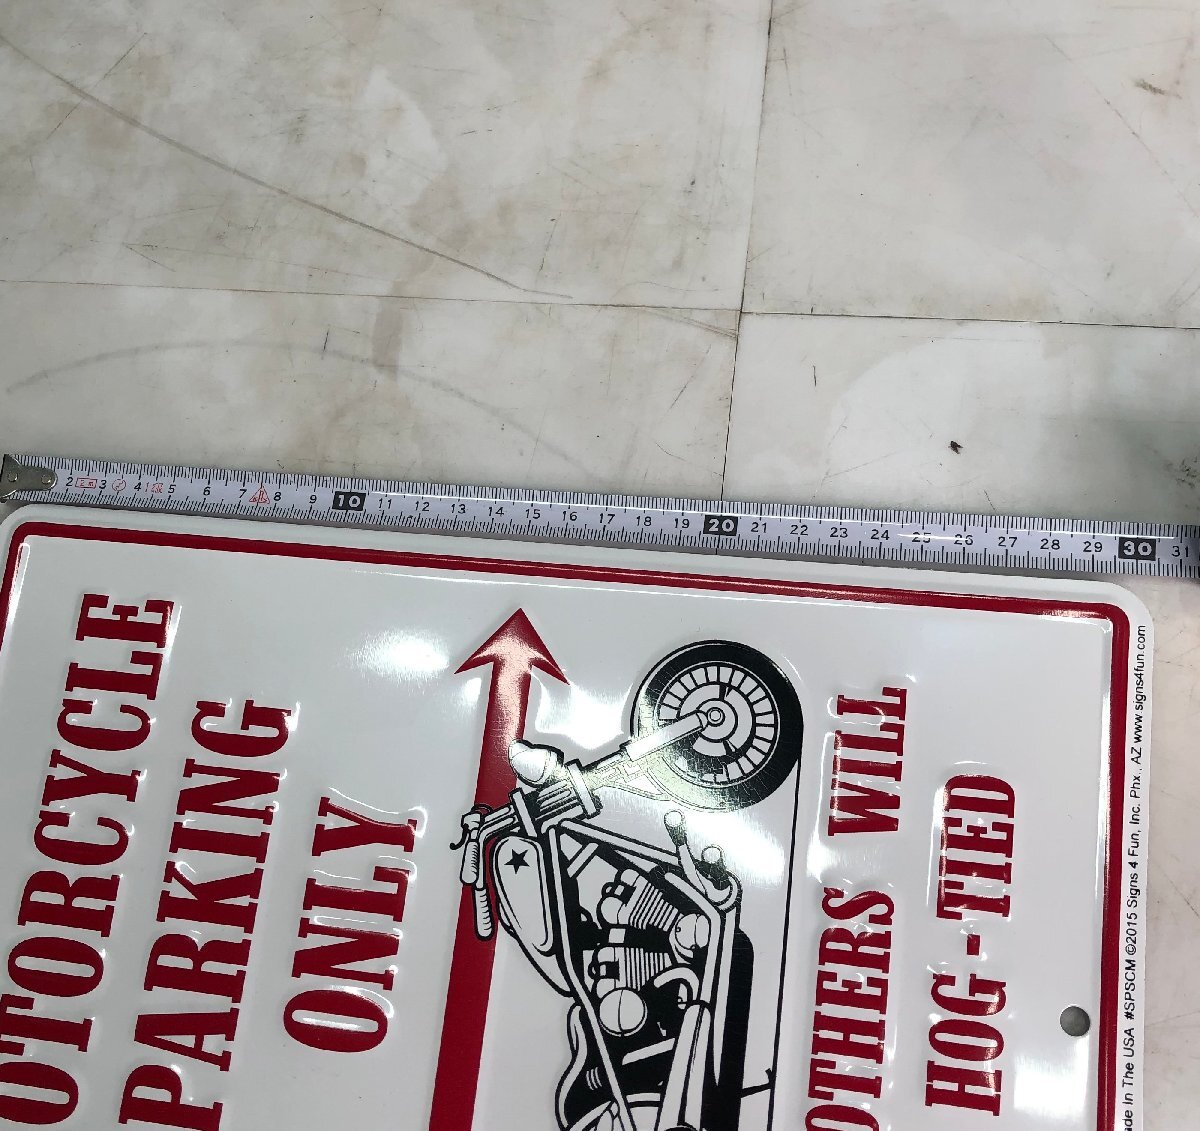 2 3 4 5 6 7 8 9 10 11 12 13 14 15 16 17 18 19 20 21 22 23 24 25 26 27 28 29 30 31
OTORCYCLE
PARKING
ONLY
OTHERS WILL
HOG-TIED
ade In The USA #SPSCM ©2015 Signs 4 Fun, Inc. Phx., AZ www.signs4fun.com